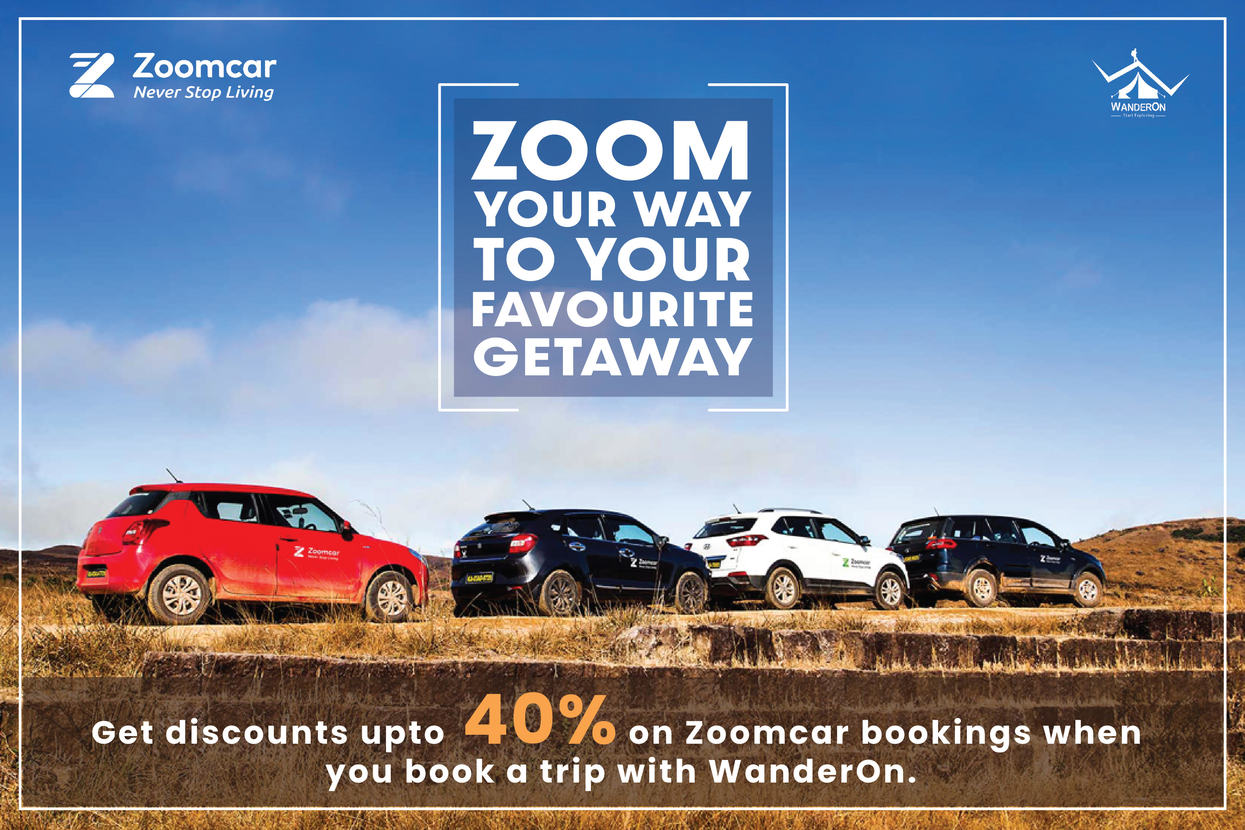 Zoomcar
Never Stop Living
WANDERON
Start Exploring
ZOOM
YOUR WAY
TO YOUR
FAVOURITE
GETAWAY
Zoomcar
Zoomcar
Zoomcar
Zoomcar
Get discounts upto 40% on Zoomcar bookings when
you book a trip with WanderOn.